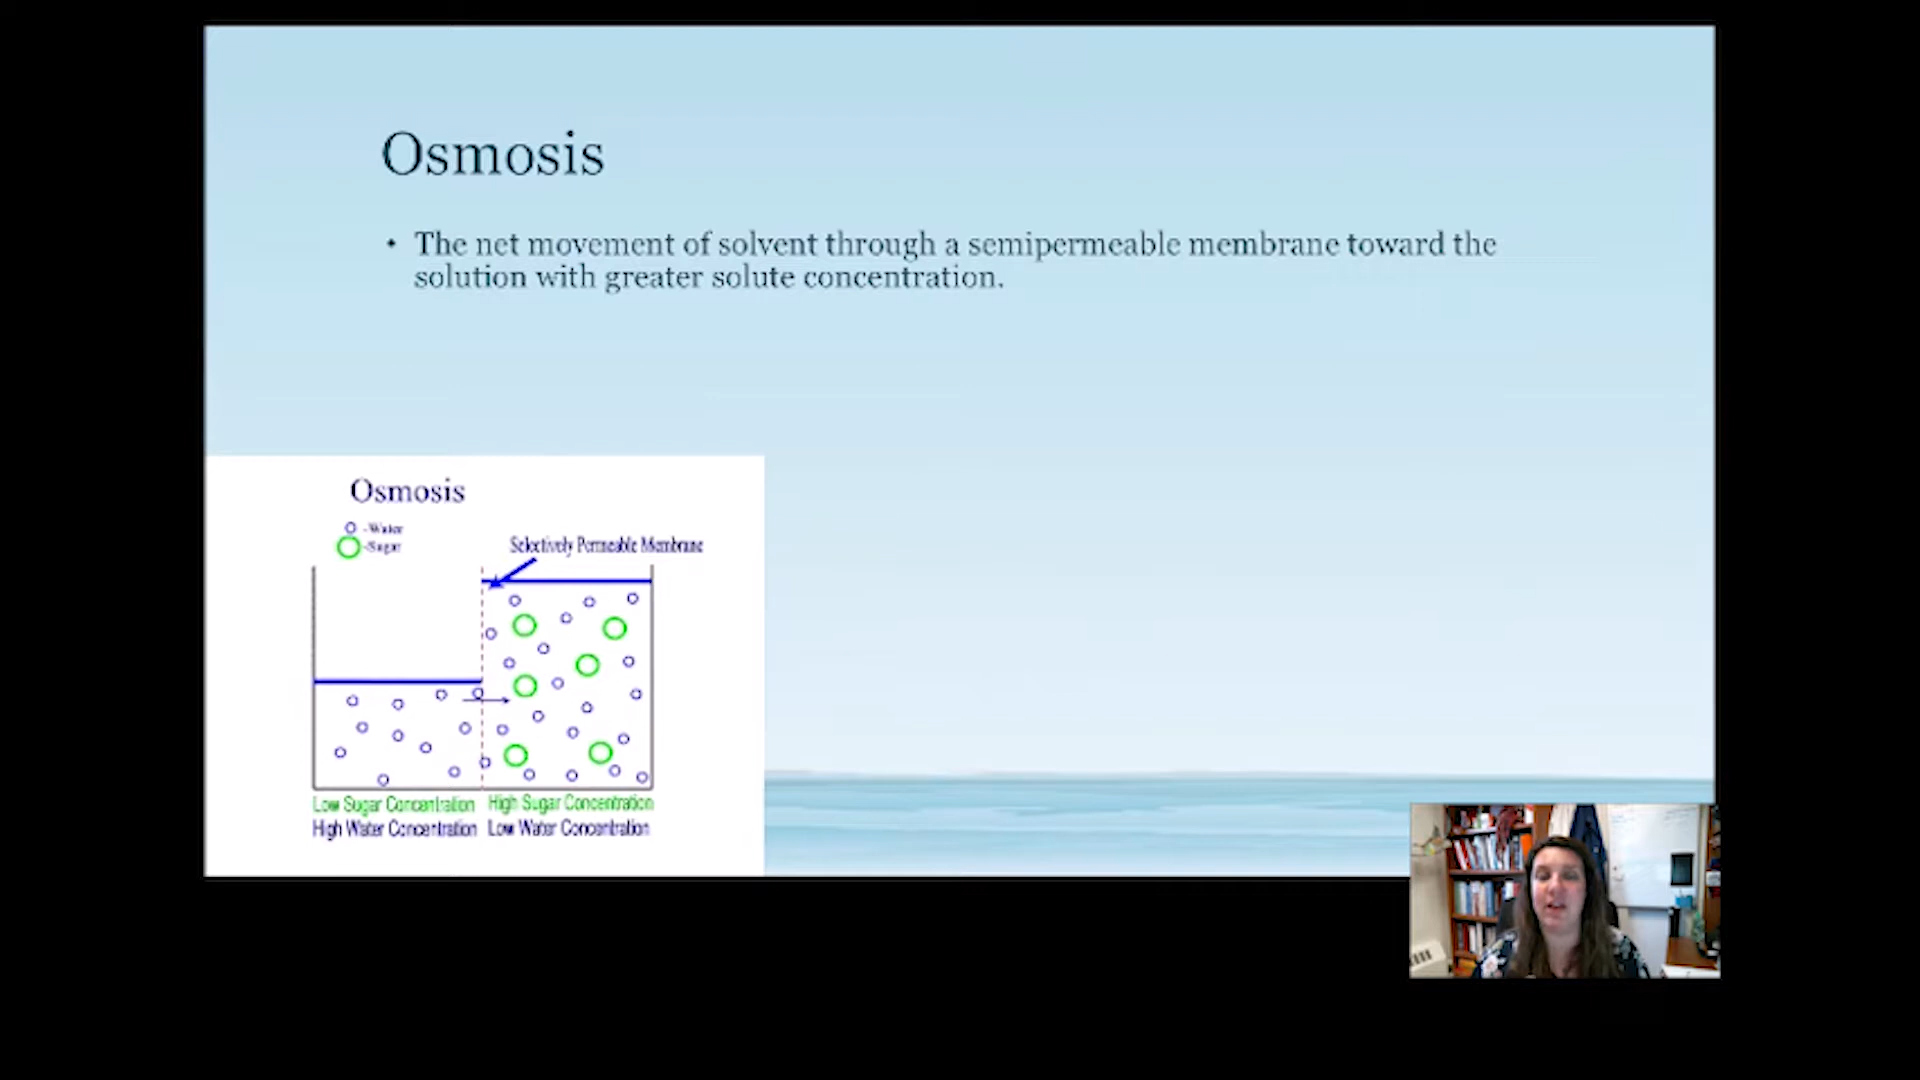 Osmosis
• The net movement of solvent through a semipermeable membrane toward the
solution with greater solute concentration.
Osmosis
-Water
-Sugar
Selectively Permeable Membrane
Low Sugar Concentration High Sugar Concentration
High Water Concentration Low Water Concentration